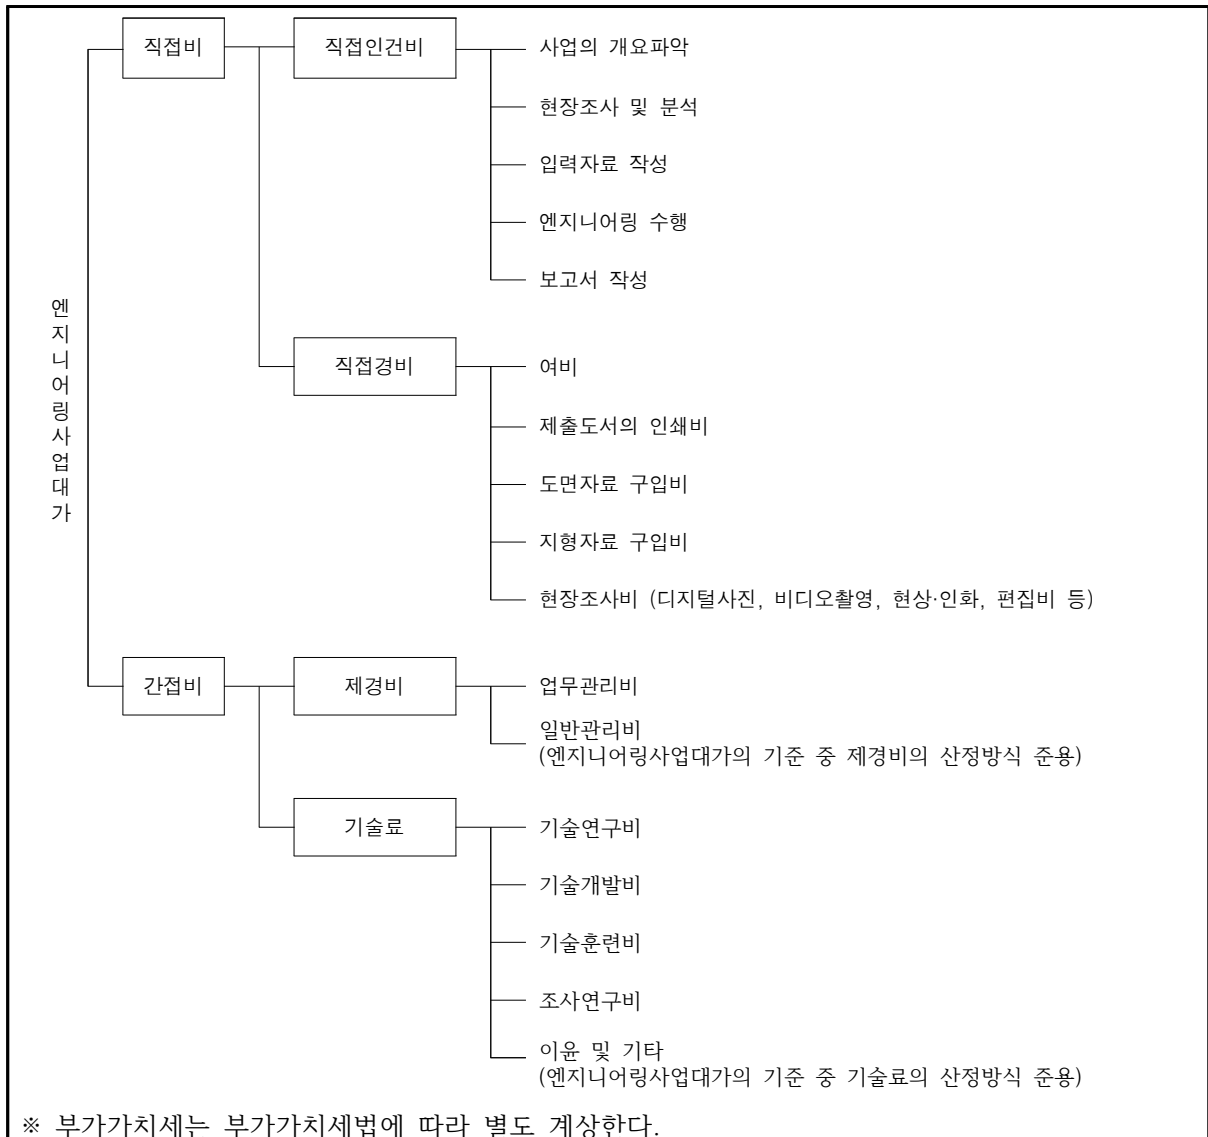 직접비
직접인건비
사업의 개요파악
현장조사 및 분석
입력자료 작성
엔지니어링 수행
보고서 작성
엔지니어링사업대가
직접경비
여비
제출도서의 인쇄비
도면자료 구입비
지형자료 구입비
현장조사비 (디지털사진, 비디오촬영, 현상·인화, 편집비 등)
간접비
제경비
업무관리비
일반관리비
(엔지니어링사업대가의 기준 중 제경비의 산정방식 준용)
기술료
기술연구비
기술개발비
기술훈련비
조사연구비
이윤 및 기타
(엔지니어링사업대가의 기준 중 기술료의 산정방식 준용)
※ 부가가치세는 부가가치세법에 따라 별도 계상한다.